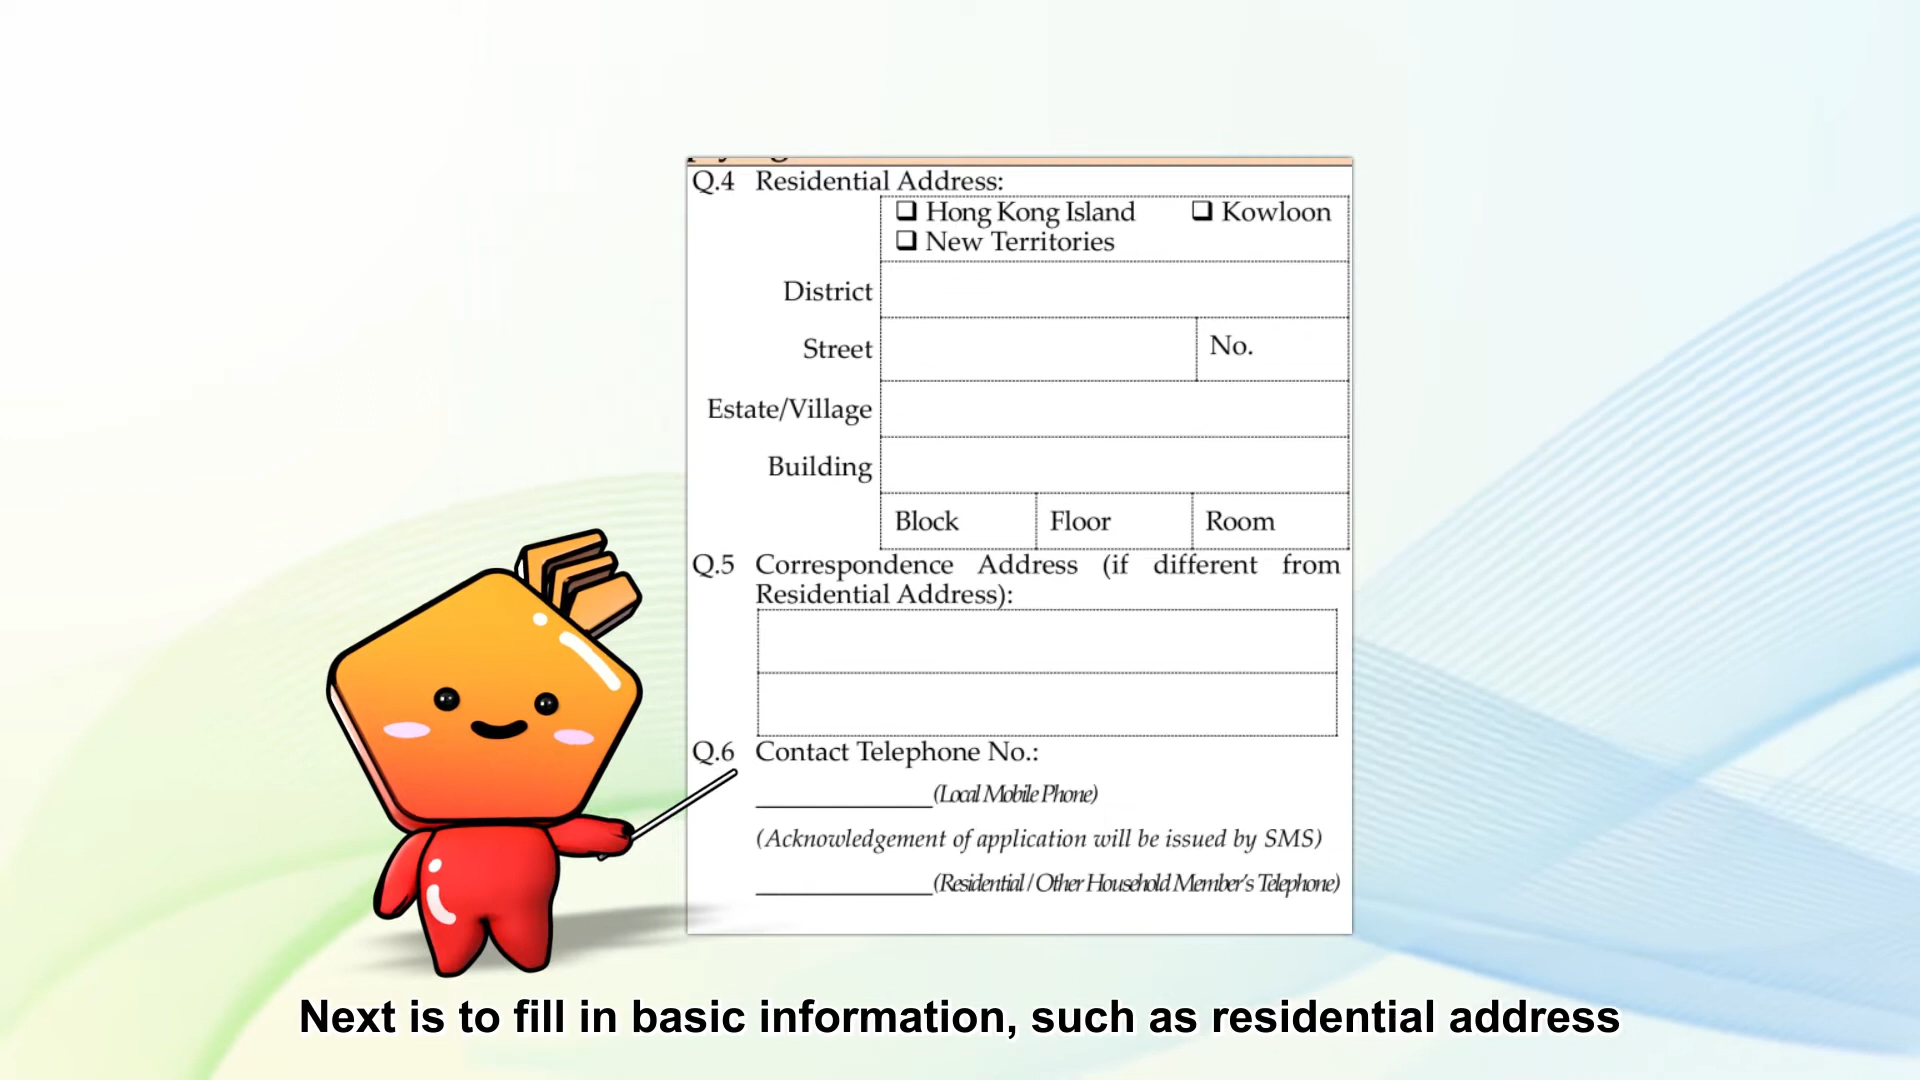 Q.4 Residential Address:
❑ Hong Kong Island ❑ Kowloon
❑ New Territories
District
Street No.
Estate/Village
Building
Block Floor Room
Q.5 Correspondence Address (if different from
Residential Address):
Q.6 Contact Telephone No.:
(Local Mobile Phone)
(Acknowledgement of application will be issued by SMS)
(Residential / Other Household Member's Telephone)
Next is to fill in basic information, such as residential address